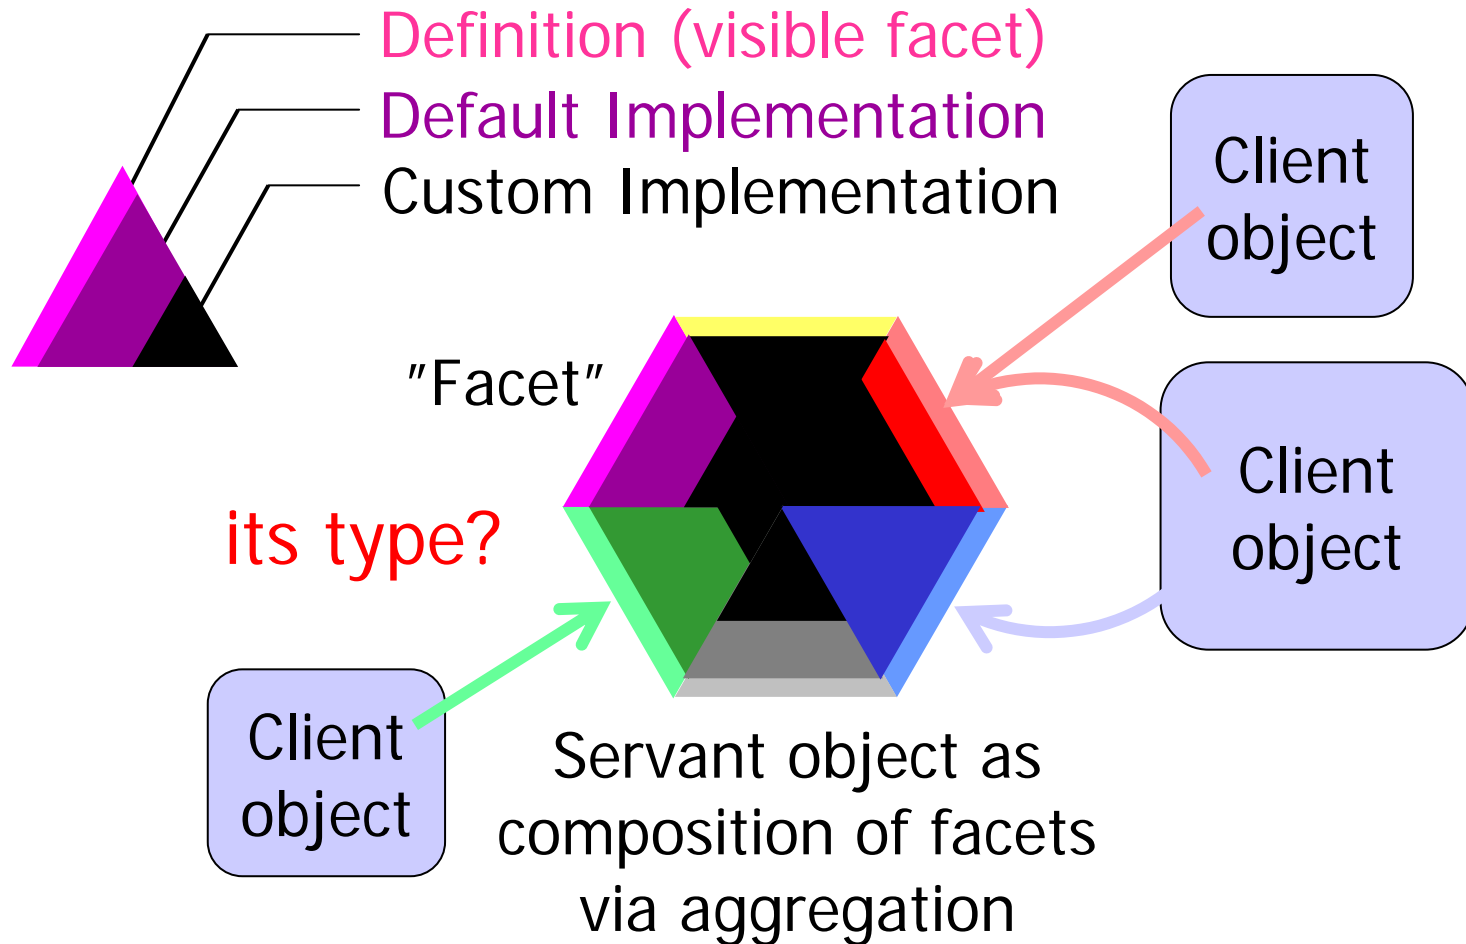 Definition (visible facet)
Default Implementation
Custom Implementation
Client
object
"Facet"
Client
object
its type?
Client
object
Servant object as
composition of facets
via aggregation